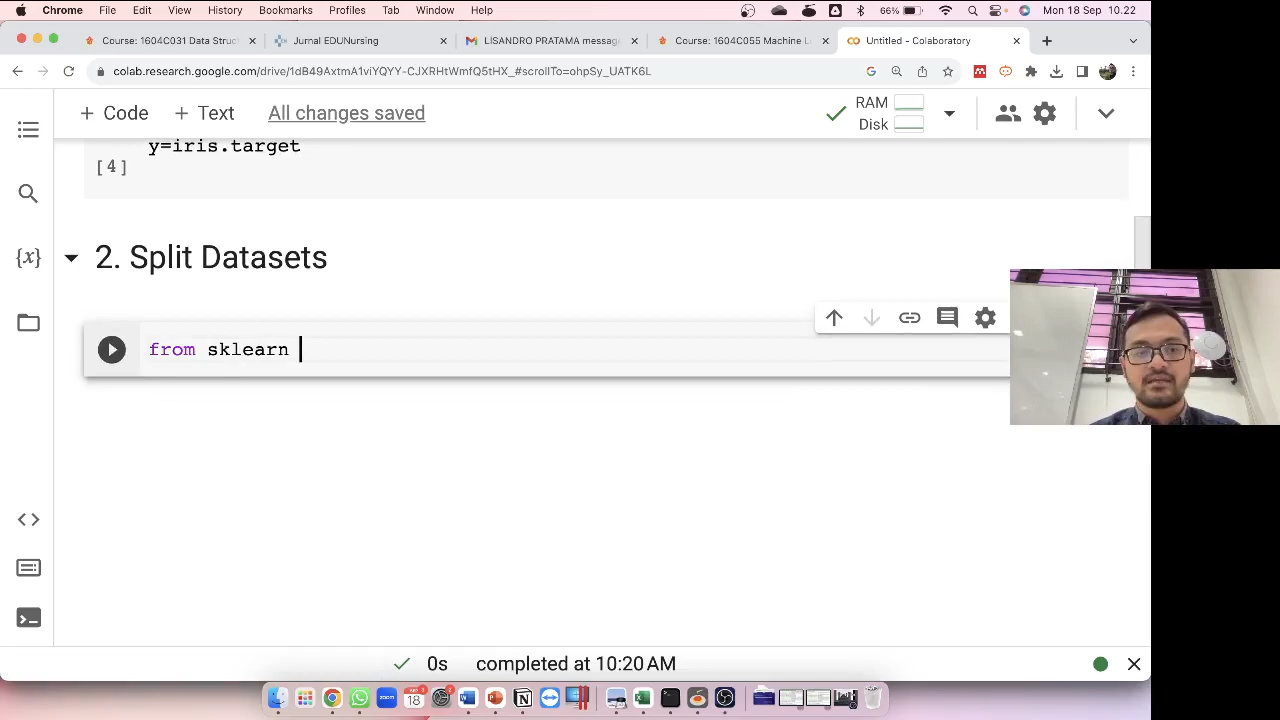 Chrome File Edit View History Bookmarks Profiles Tab Window Help 66% Mon 18 Sep 10.22
Course: 1604C031 Data Struc Jurnal EDUNursing LISANDRO PRATAMA messag Course: 1604C055 Machine L Untitled - Colaboratory
colab.research.google.com/drive/1dB49AxtmA1viYQYY-CJXRHtWmfQ5tHX_#scrollTo=ohpSy_UATK6L
+ Code + Text All changes saved RAM
Disk
y=iris.target
[4]
{x} 2. Split Datasets
from sklearn
0s completed at 10:20 AM
zoom 18